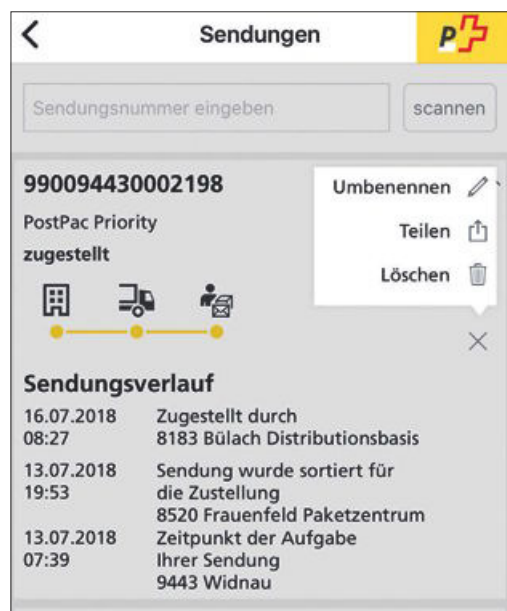 Sendungen
P
Sendungsnummer eingeben
scannen
990094430002198
Umbenennen
PostPac Priority
Teilen
zugestellt
Löschen
Sendungsverlauf
16.07.2018 Zugestellt durch
08:27 8183 Bülach Distributionsbasis
13.07.2018 Sendung wurde sortiert für
19:53 die Zustellung
8520 Frauenfeld Paketzentrum
13.07.2018 Zeitpunkt der Aufgabe
07:39 Ihrer Sendung
9443 Widnau